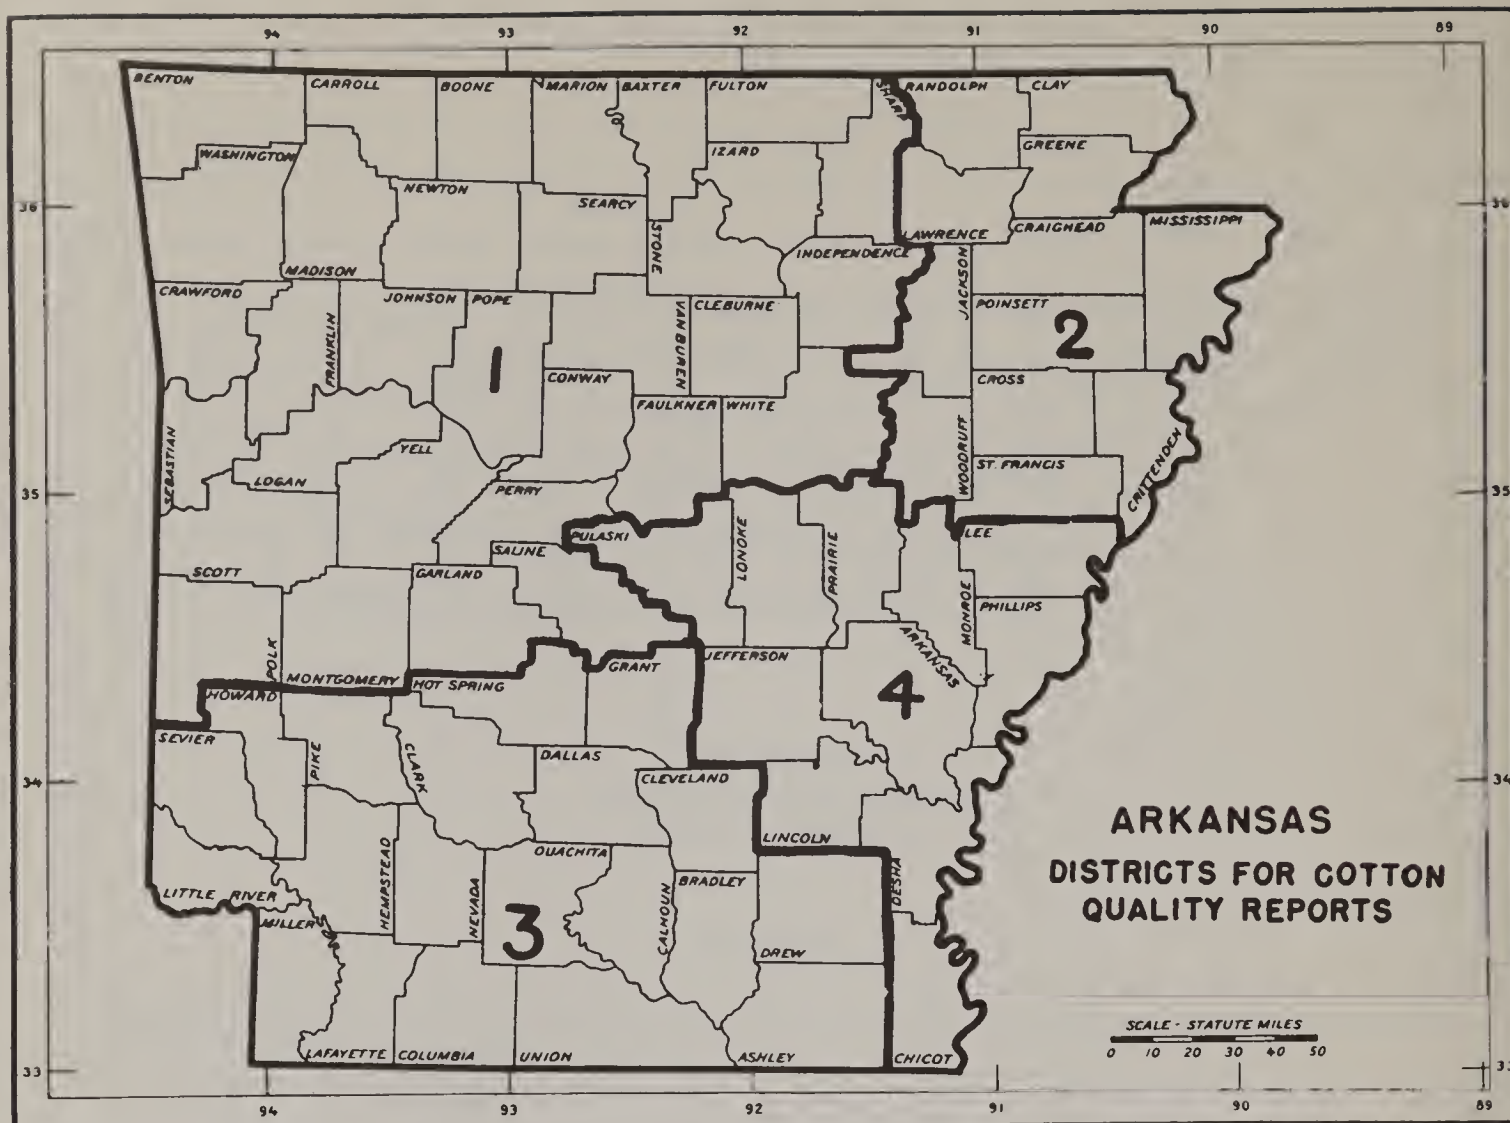 94 93 92 91 90 89
BENTON CARROLL BOONE MARION BAXTER FULTON SHARP RANDOLPH CLAY
WASHINGTON IZARD GREENE
NEWTON
SEARCY
36 36
STONE LAWRENCE CRAIGHEAD MISSISSIPPI
MADISON INDEPENDENCE JACKSON
CRAWFORD JOHNSON POPE VAN BUREN CLEBURNE POINSETT
FRANKLIN 1 2
CONWAY CROSS
FAULKNER WHITE
SEBASTIAN YELL WOODRUFF CRITTENDEN
LOGAN ST. FRANCIS
35 PERRY 35
PULASKI LONOKE PRAIRIE LEE
SALINE
SCOTT GARLAND MONROE PHILLIPS
POLK GRANT JEFFERSON ARKANSAS
MONTGOMERY HOT SPRING 4
HOWARD
SEVIER PIKE CLARK DALLAS
34 CLEVELAND 34
ARKANSAS
LINCOLN
HEMPSTEAD OUACHITA DESHA
DISTRICTS FOR COTTON
LITTLE RIVER NEVADA CALHOUN BRADLEY
QUALITY REPORTS
MILLER 3
DREW
SCALE - STATUTE MILES
0 10 20 30 40 50
LAFAYETTE COLUMBIA UNION ASHLEY CHICOT
33 33
94 93 92 91 90 89